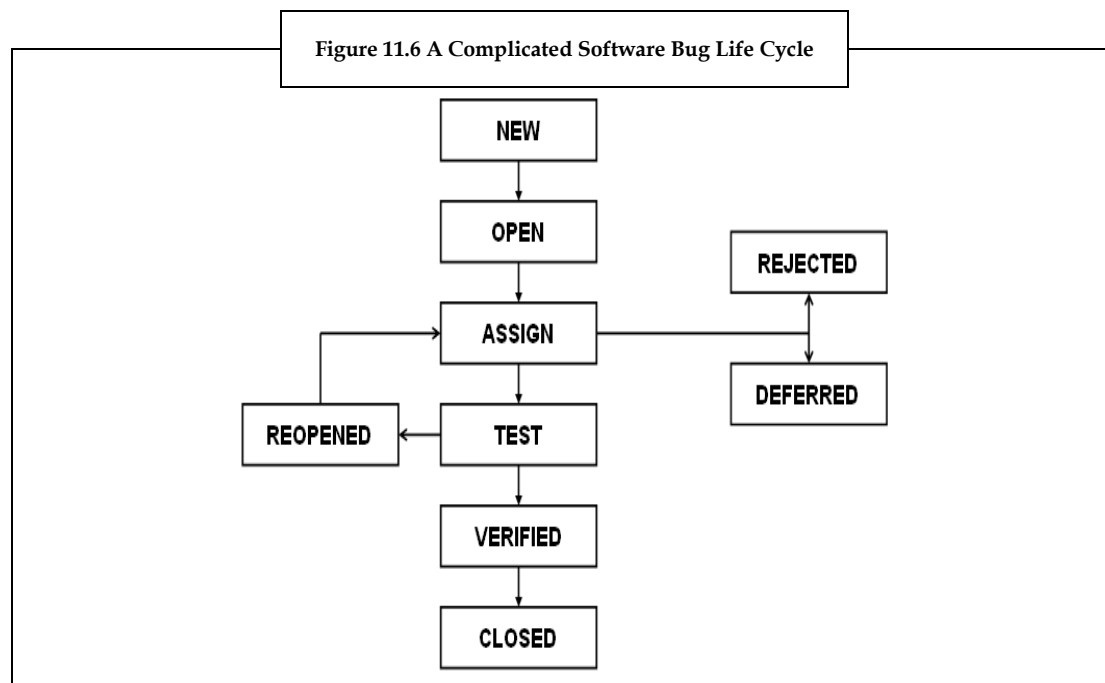 Figure 11.6 A Complicated Software Bug Life Cycle
NEW
OPEN
REJECTED
ASSIGN
DEFERRED
REOPENED
TEST
VERIFIED
CLOSED